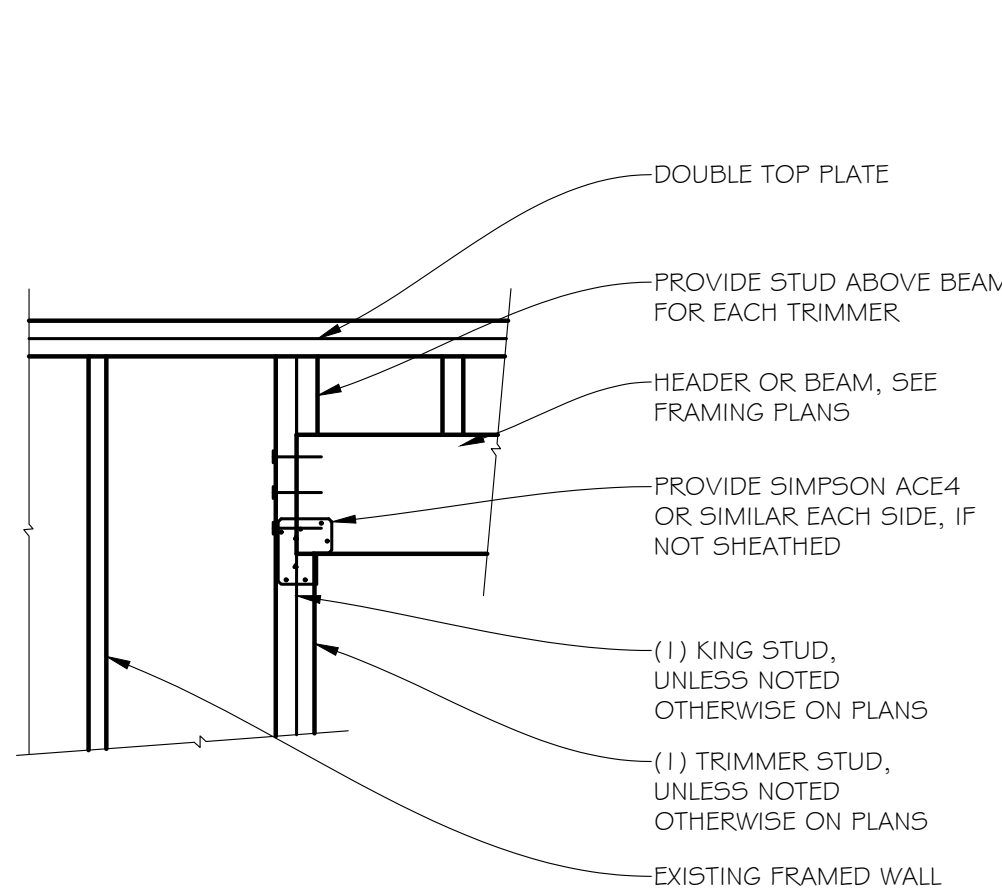 DOUBLE TOP PLATE
PROVIDE STUD ABOVE BEAM
FOR EACH TRIMMER
HEADER OR BEAM, SEE
FRAMING PLANS
PROVIDE SIMPSON ACE4
OR SIMILAR EACH SIDE, IF
NOT SHEATHED
(1) KING STUD,
UNLESS NOTED
OTHERWISE ON PLANS
(1) TRIMMER STUD,
UNLESS NOTED
OTHERWISE ON PLANS
EXISTING FRAMED WALL